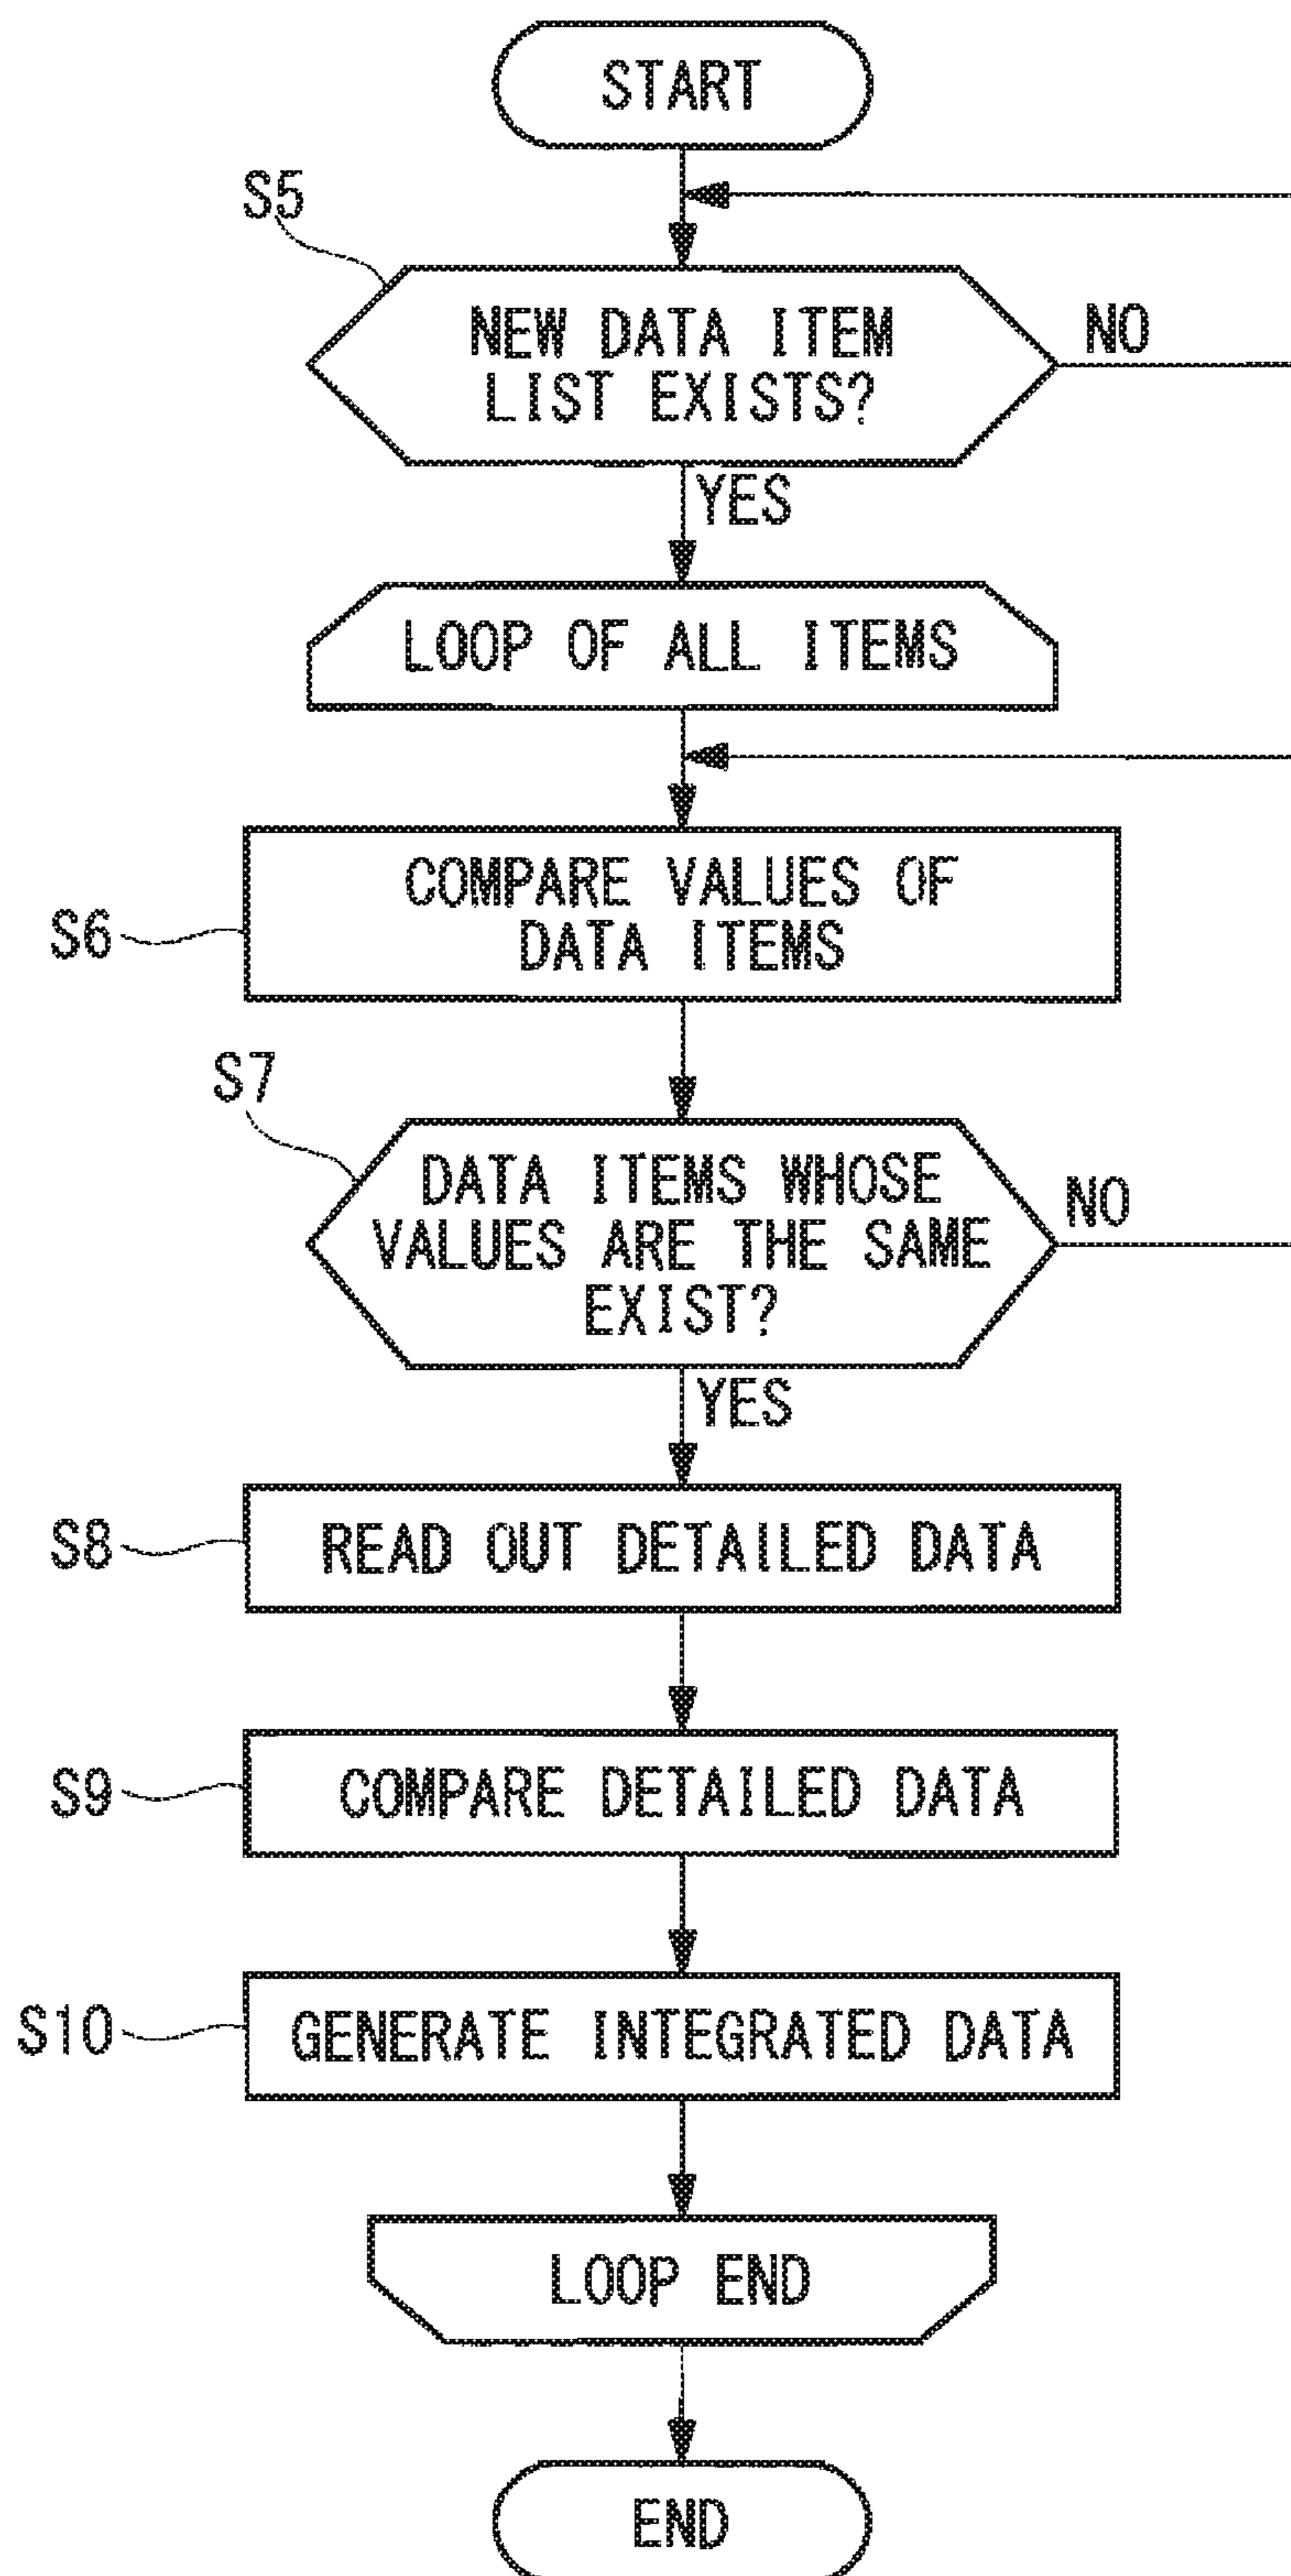 START
S5
NEW DATA ITEM
LIST EXISTS?
NO
YES
LOOP OF ALL ITEMS
S6
COMPARE VALUES OF
DATA ITEMS
S7
DATA ITEMS WHOSE
VALUES ARE THE SAME
EXIST?
NO
YES
S8
READ OUT DETAILED DATA
S9
COMPARE DETAILED DATA
S10
GENERATE INTEGRATED DATA
LOOP END
END